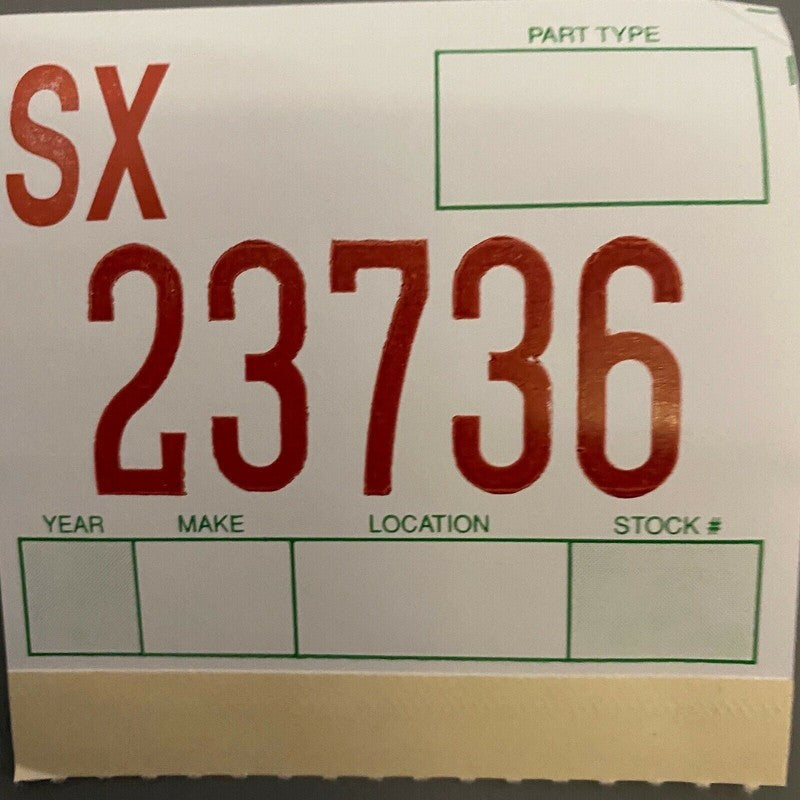 PART TYPE
SX
23736
YEAR MAKE LOCATION STOCK #